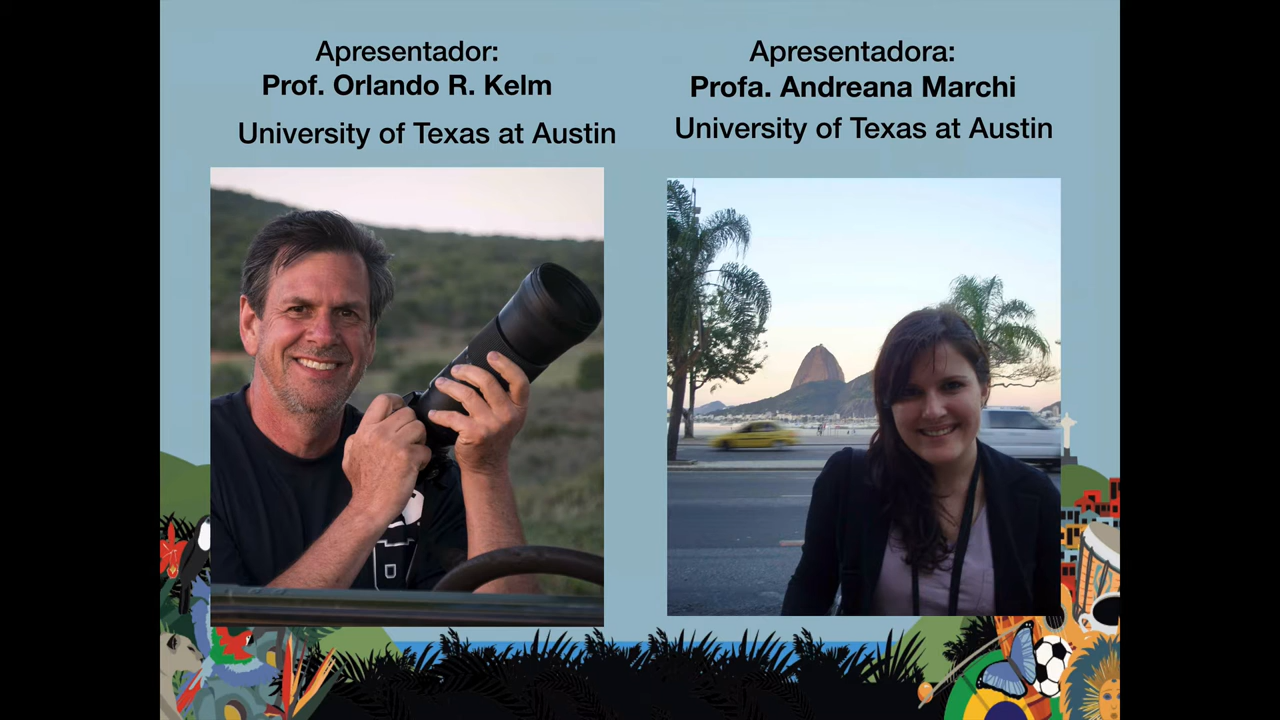 Apresentador:
Prof. Orlando R. Kelm
University of Texas at Austin
Apresentadora:
Profa. Andreana Marchi
University of Texas at Austin